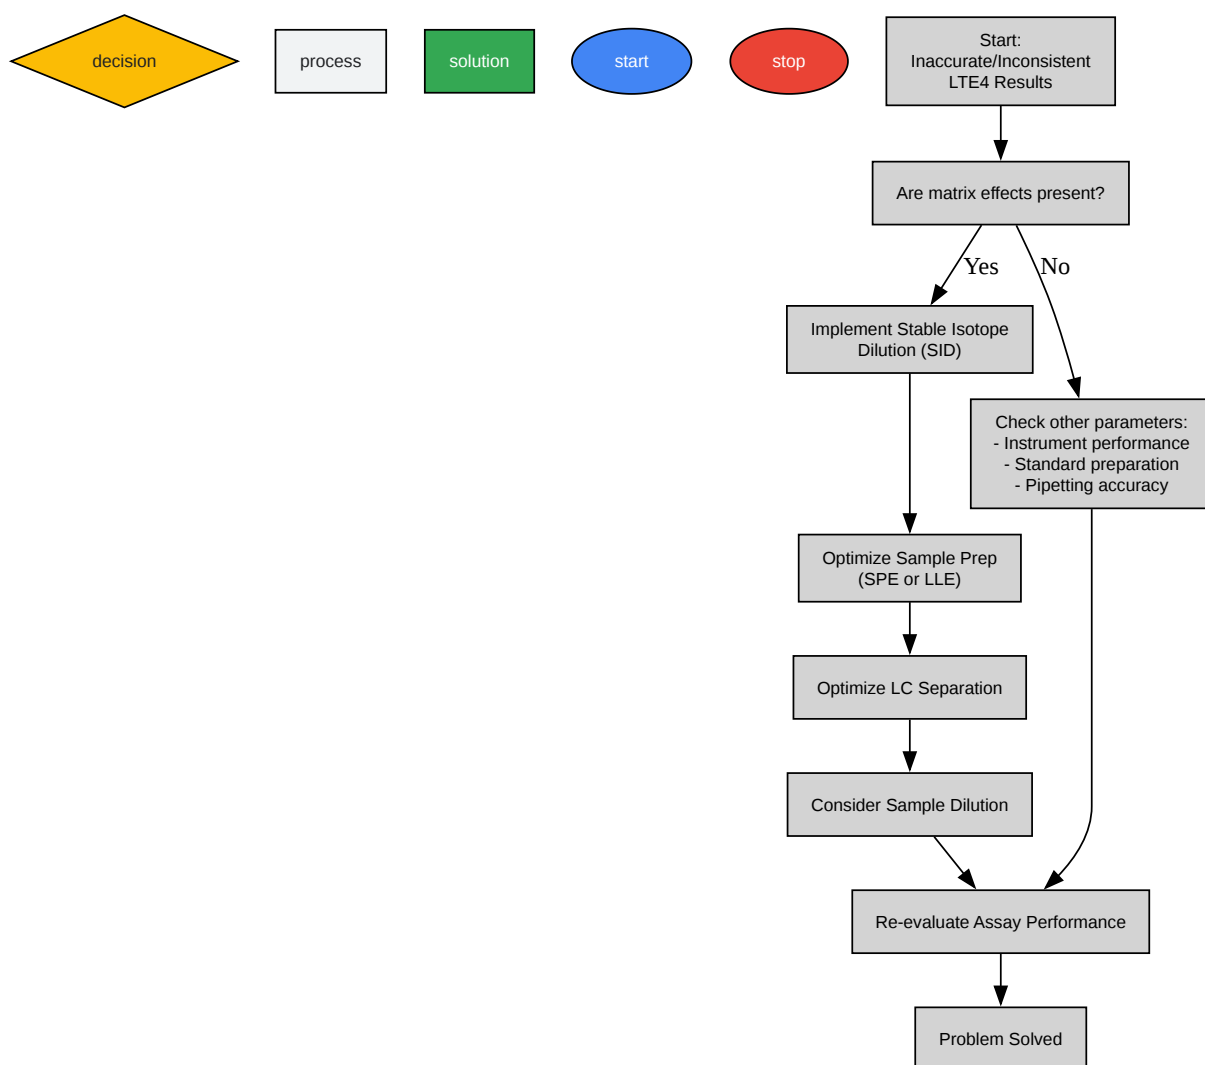 decision
process
solution
start
stop
Start:
Inaccurate/Inconsistent
LTE4 Results
Are matrix effects present?
Yes
No
Implement Stable Isotope
Dilution (SID)
Check other parameters:
- Instrument performance
- Standard preparation
- Pipetting accuracy
Optimize Sample Prep
(SPE or LLE)
Optimize LC Separation
Consider Sample Dilution
Re-evaluate Assay Performance
Problem Solved